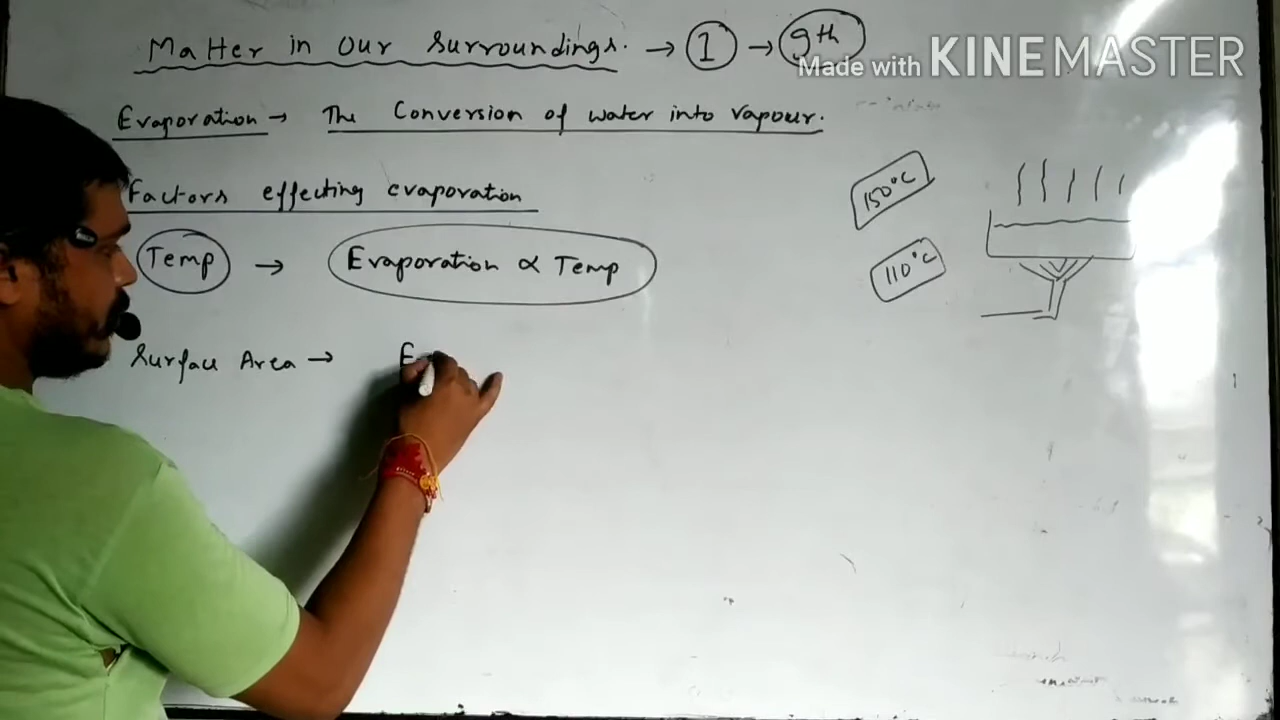 Matter in Our Surroundings. → 1 → 9th
Made with KINEMASTER
Evaporation → The Conversion of water into vapour.
Factors effecting evaporation
150°C
Temp → Evaporation ∝ Temp
110°C
Surface Area → E